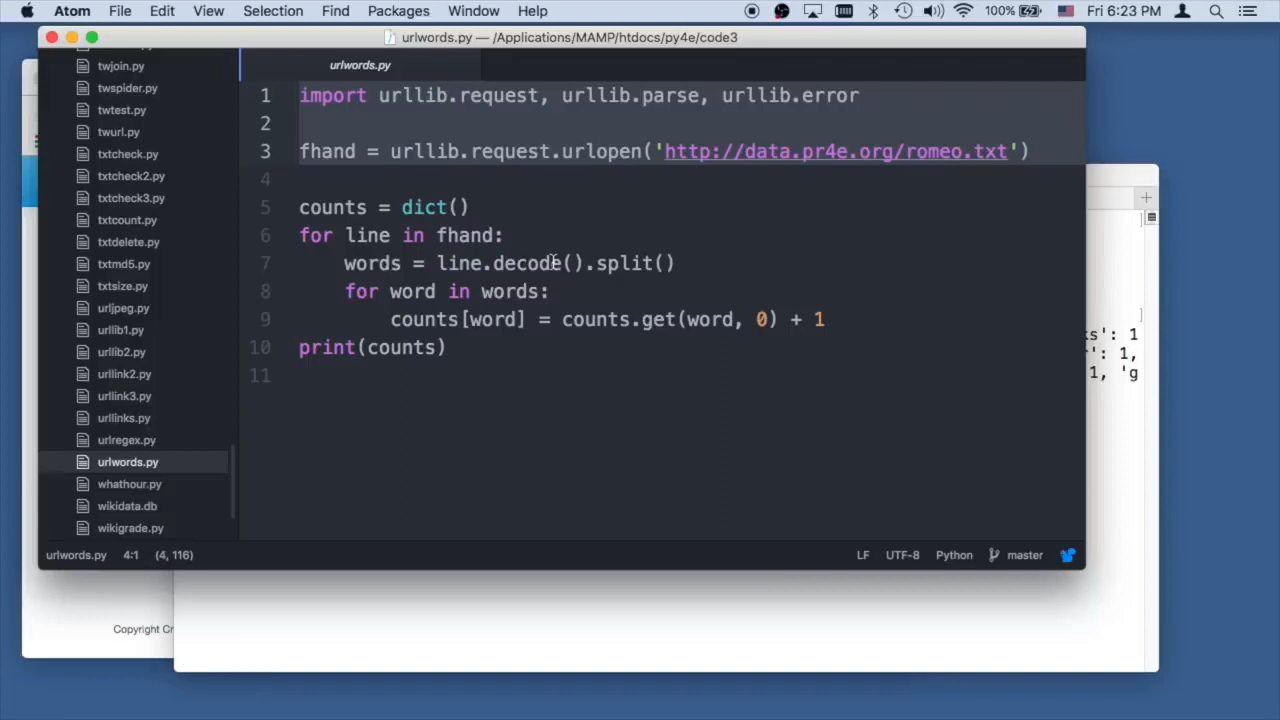 Atom File Edit View Selection Find Packages Window Help 100% Fri 6:23 PM
urlwords.py — /Applications/MAMP/htdocs/py4e/code3
twjoin.py
twspider.py
twtest.py
twurl.py
txtcheck.py
txtcheck2.py
txtcheck3.py
txtcount.py
txtdelete.py
txtmd5.py
txtsize.py
urljpeg.py
urllib1.py
urllib2.py
urllink2.py
urllink3.py
urllinks.py
urlregex.py
urlwords.py
whathour.py
wikidata.db
wikigrade.py
urlwords.py
1 import urllib.request, urllib.parse, urllib.error
2
3 fhand = urllib.request.urlopen('http://data.pr4e.org/romeo.txt')
4
5 counts = dict()
6 for line in fhand:
7 words = line.decode().split()
8 for word in words:
9 counts[word] = counts.get(word, 0) + 1
10 print(counts)
11
urlwords.py 4:1 (4, 116) LF UTF-8 Python master
ks': 1
': 1,
1, 'g
Copyright Cr